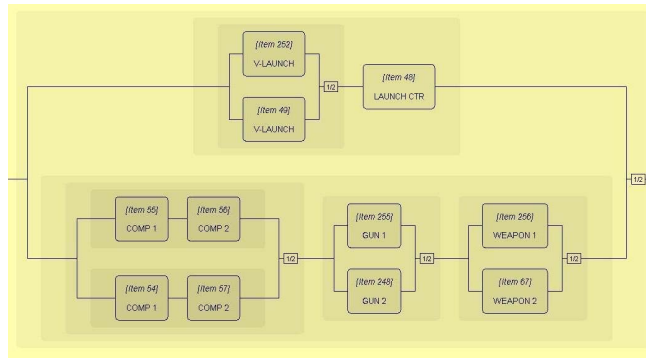 [Item 252]
V-LAUNCH
1/2
[Item 48]
LAUNCH CTR
[Item 49]
V-LAUNCH
1/2
[Item 55]
COMP 1
[Item 56]
COMP 2
[Item 255]
GUN 1
[Item 256]
WEAPON 1
1/2
1/2
1/2
[Item 54]
COMP 1
[Item 57]
COMP 2
[Item 248]
GUN 2
[Item 67]
WEAPON 2